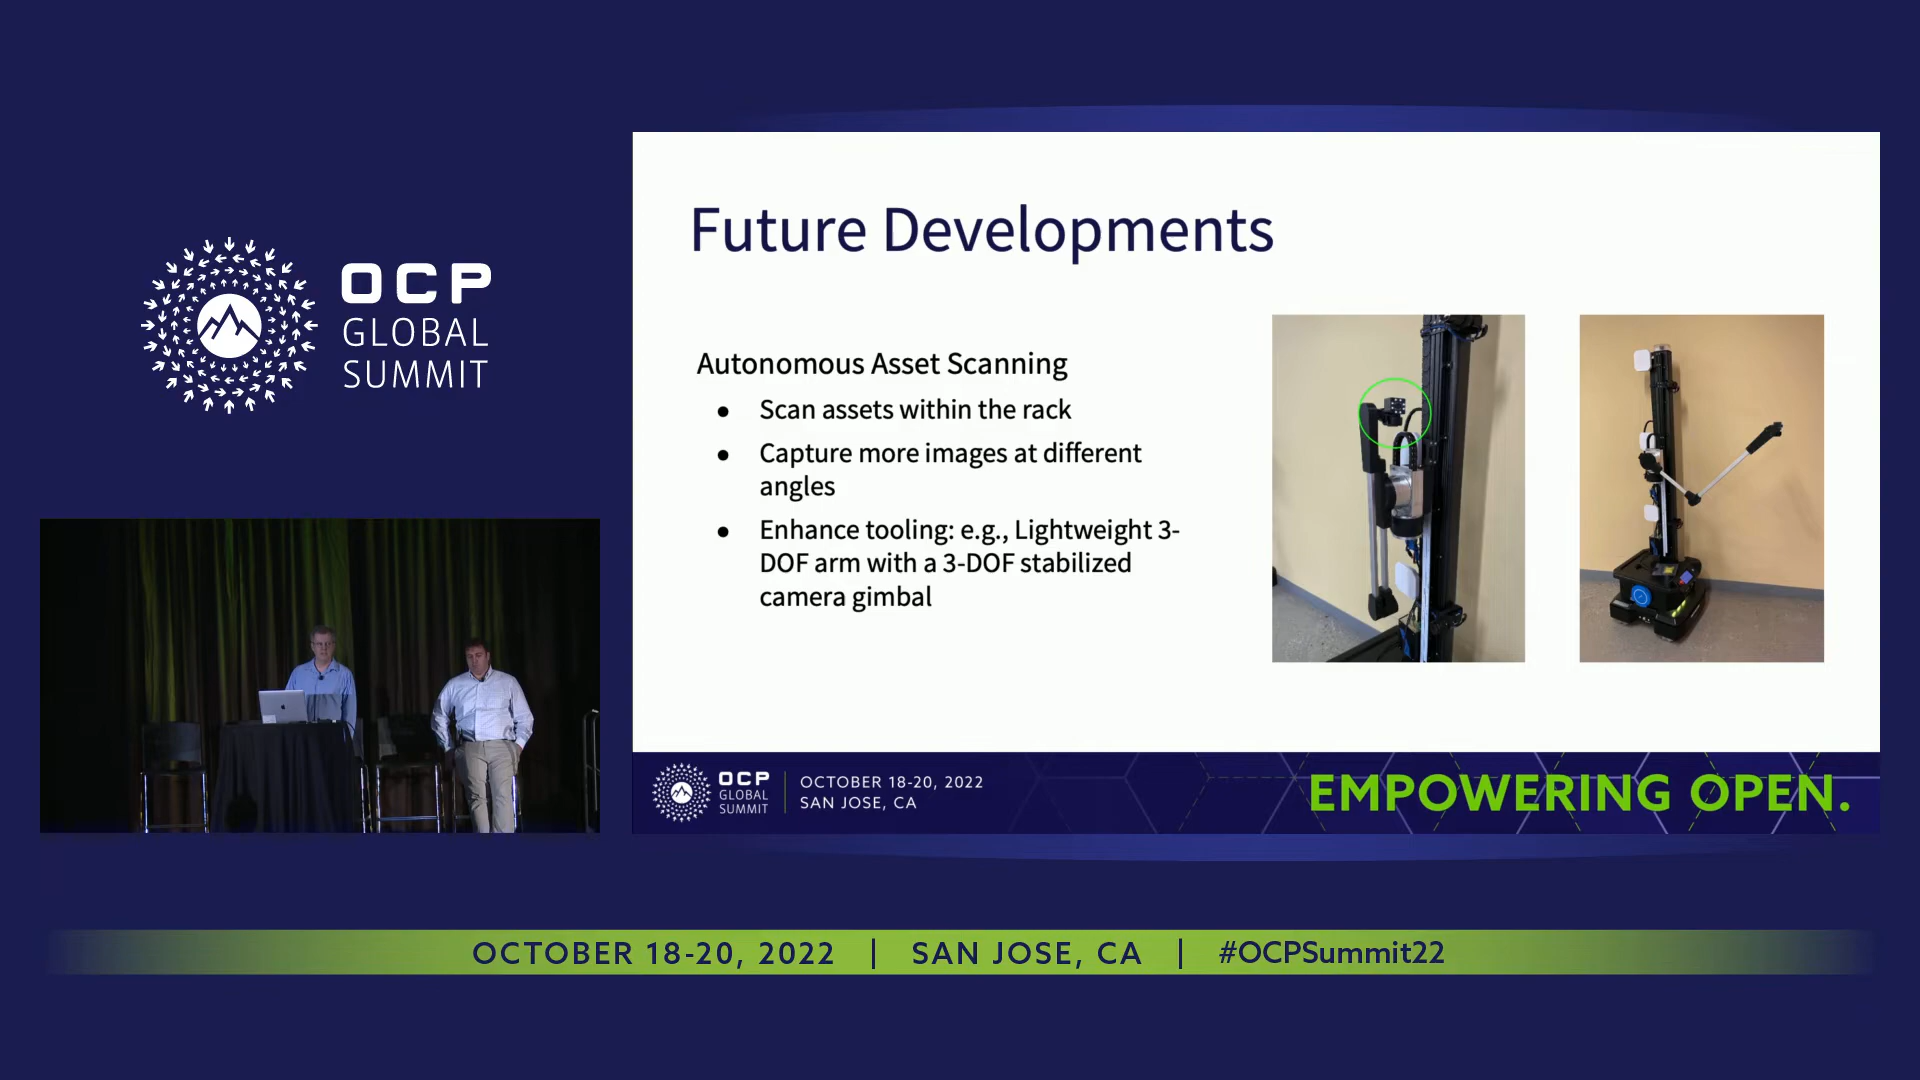 OCP
GLOBAL
SUMMIT
Future Developments
Autonomous Asset Scanning
● Scan assets within the rack
● Capture more images at different
angles
● Enhance tooling: e.g., Lightweight 3-
DOF arm with a 3-DOF stabilized
camera gimbal
OCP
GLOBAL
SUMMIT
OCTOBER 18-20, 2022
SAN JOSE, CA
EMPOWERING OPEN.
OCTOBER 18-20, 2022 | SAN JOSE, CA | #OCPSummit22